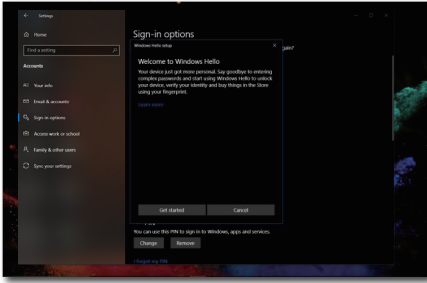 Settings
Home
Find a setting
Accounts
Your info
Email & accounts
Sign-in options
Access work or school
Family & other users
Sync your settings
Sign-in options
gain?
Windows Hello setup
Welcome to Windows Hello
Your device just got more personal. Say goodbye to entering
complex passwords and start using Windows Hello to unlock
your device, verify your identity and buy things in the Store
using your fingerprint.
Learn more
Get started
Cancel
You can use this PIN to sign in to Windows, apps and services.
Change
Remove
I forgot my PIN